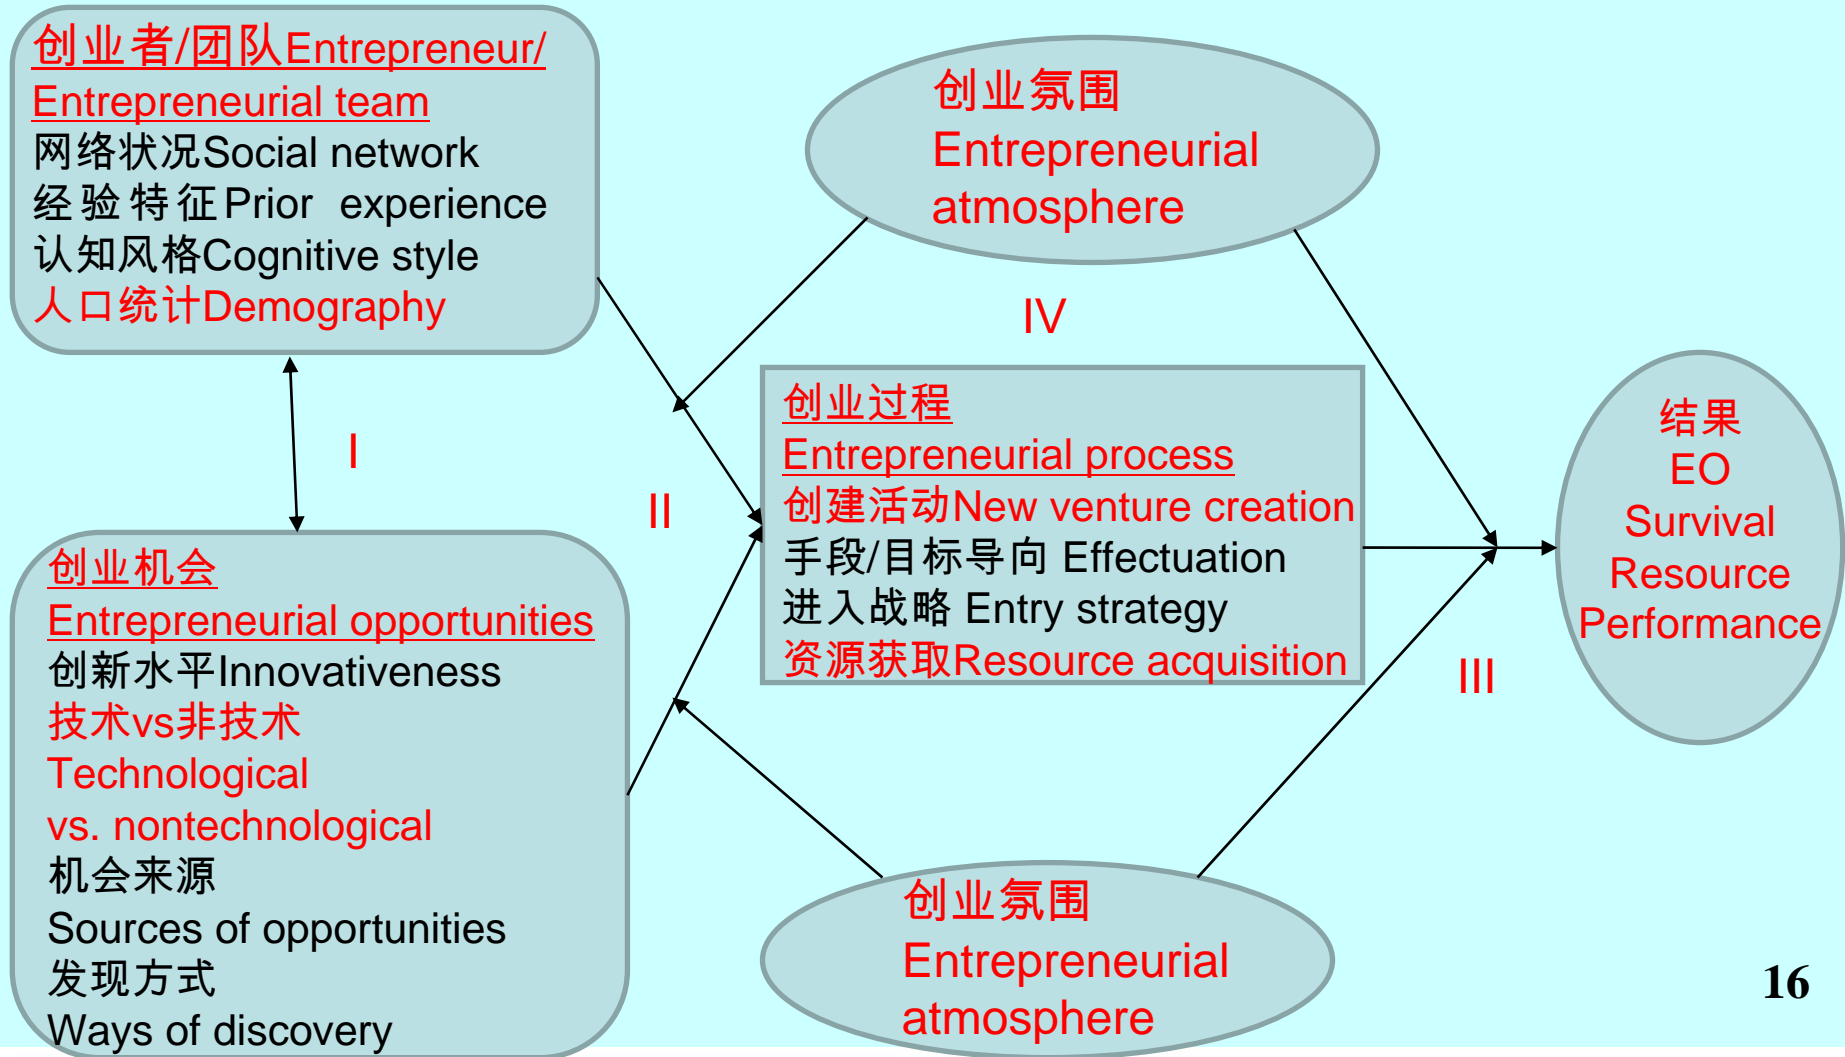 创业者/团队Entrepreneur/
Entrepreneurial team
网络状况Social network
经验特征Prior experience
认知风格Cognitive style
人口统计Demography
创业氛围
Entrepreneurial
atmosphere
IV
I
II
创业过程
Entrepreneurial process
创建活动New venture creation
手段/目标导向 Effectuation
进入战略 Entry strategy
资源获取Resource acquisition
结果
EO
Survival
Resource
Performance
III
创业机会
Entrepreneurial opportunities
创新水平Innovativeness
技术vs非技术
Technological
vs. nontechnological
机会来源
Sources of opportunities
发现方式
Ways of discovery
创业氛围
Entrepreneurial
atmosphere
16